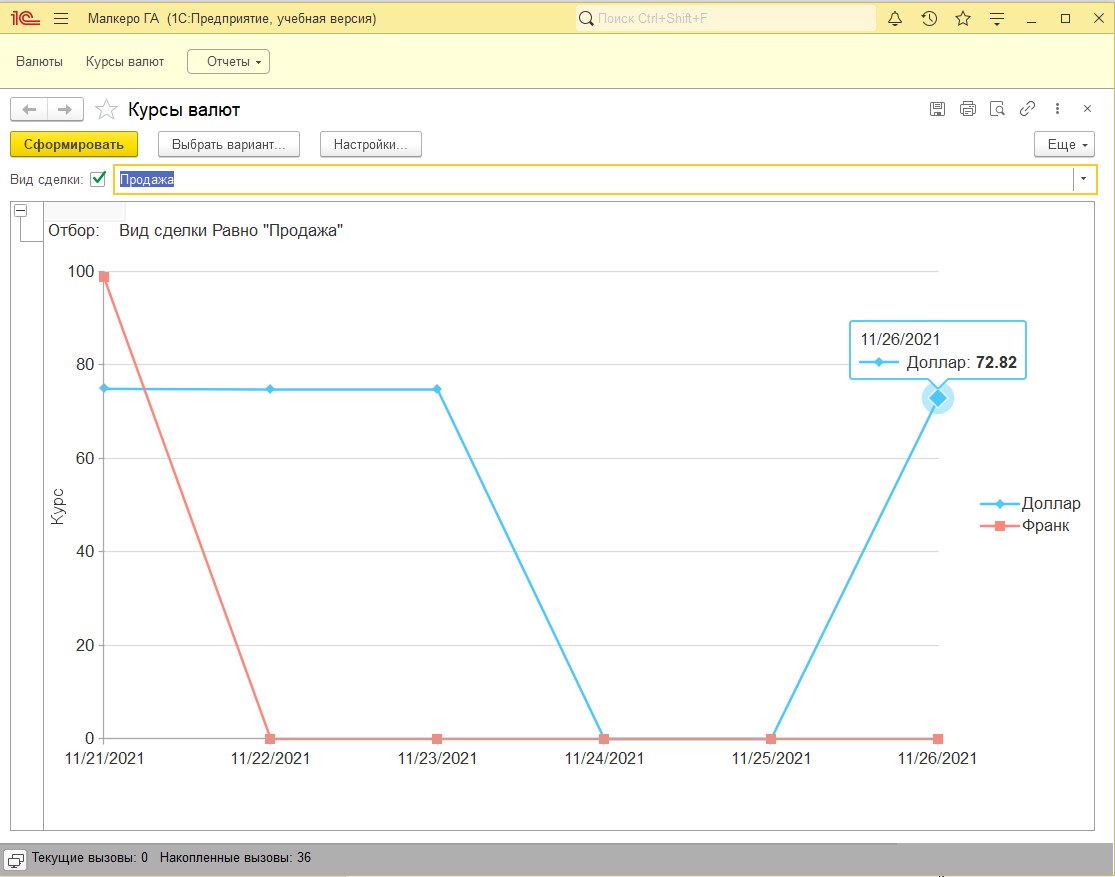 1С Малкеро ГА (1С:Предприятие, учебная версия) Поиск Ctrl+Shift+F
Валюты Курсы валют Отчеты
Курсы валют
Сформировать Выбрать вариант... Настройки... Еще
Вид сделки: Продажа
Отбор: Вид сделки Равно "Продажа"
100
80
60
40
20
0
Курс
11/26/2021
Доллар: 72.82
Доллар
Франк
11/21/2021 11/22/2021 11/23/2021 11/24/2021 11/25/2021 11/26/2021
Текущие вызовы: 0 Накопленные вызовы: 36